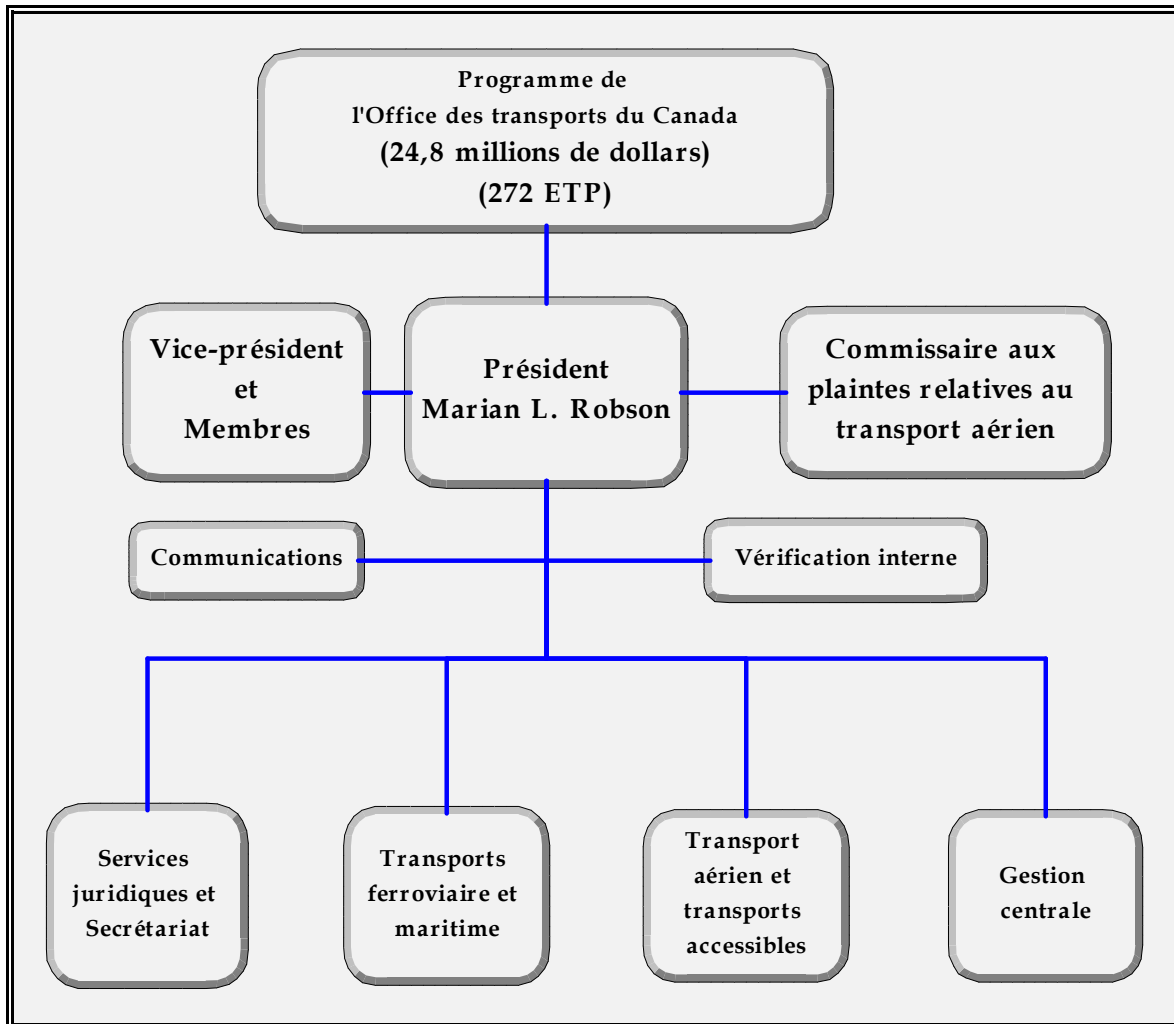 Programme de
l'Office des transports du Canada
(24,8 millions de dollars)
(272 ETP)
Vice-président
et
Membres
Président
Marian L. Robson
Commissaire aux
plaintes relatives au
transport aérien
Communications
Vérification interne
Services
juridiques et
Secrétariat
Transports
ferroviaire et
maritime
Transport
aérien et
transports
accessibles
Gestion
centrale